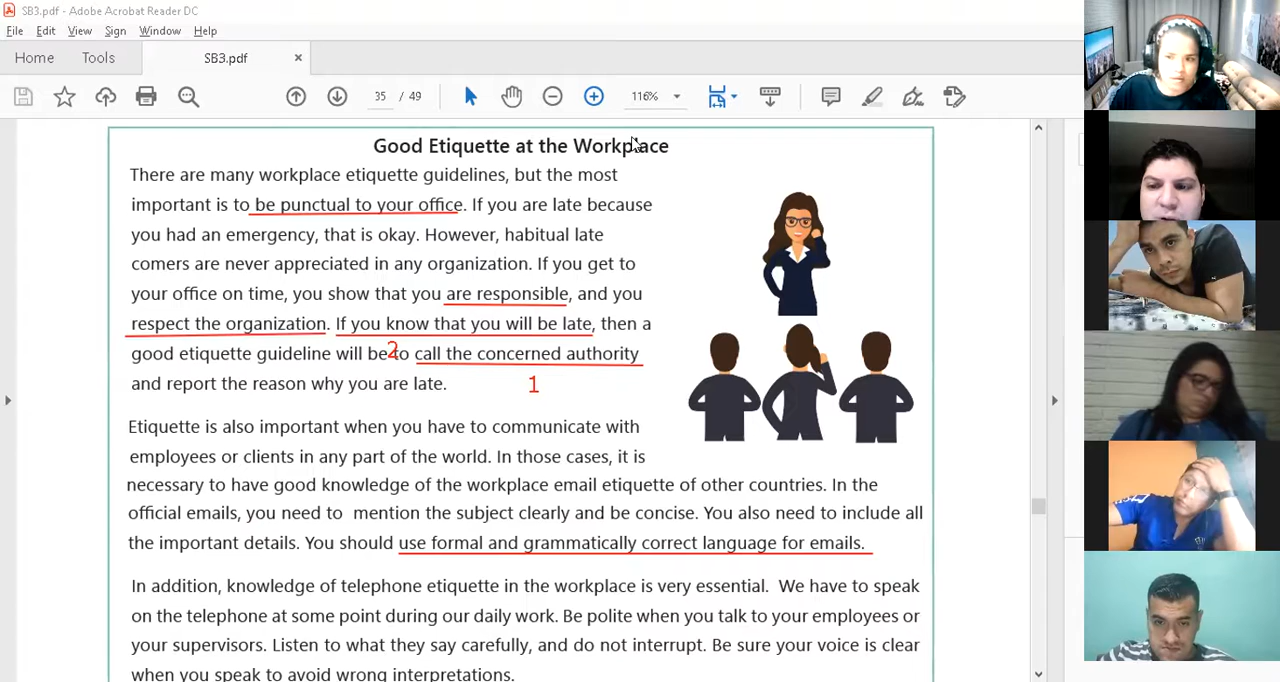 SB3.pdf - Adobe Acrobat Reader DC
File Edit View Sign Window Help
Home Tools SB3.pdf ×
35 / 49 116%
Good Etiquette at the Workplace
There are many workplace etiquette guidelines, but the most
important is to be punctual to your office. If you are late because
you had an emergency, that is okay. However, habitual late
comers are never appreciated in any organization. If you get to
your office on time, you show that you are responsible, and you
respect the organization. If you know that you will be late, then a
good etiquette guideline will be to call the concerned authority
2
and report the reason why you are late.
1
Etiquette is also important when you have to communicate with
employees or clients in any part of the world. In those cases, it is
necessary to have good knowledge of the workplace email etiquette of other countries. In the
official emails, you need to mention the subject clearly and be concise. You also need to include all
the important details. You should use formal and grammatically correct language for emails.
In addition, knowledge of telephone etiquette in the workplace is very essential. We have to speak
on the telephone at some point during our daily work. Be polite when you talk to your employees or
your supervisors. Listen to what they say carefully, and do not interrupt. Be sure your voice is clear
when you speak to avoid wrong interpretations.